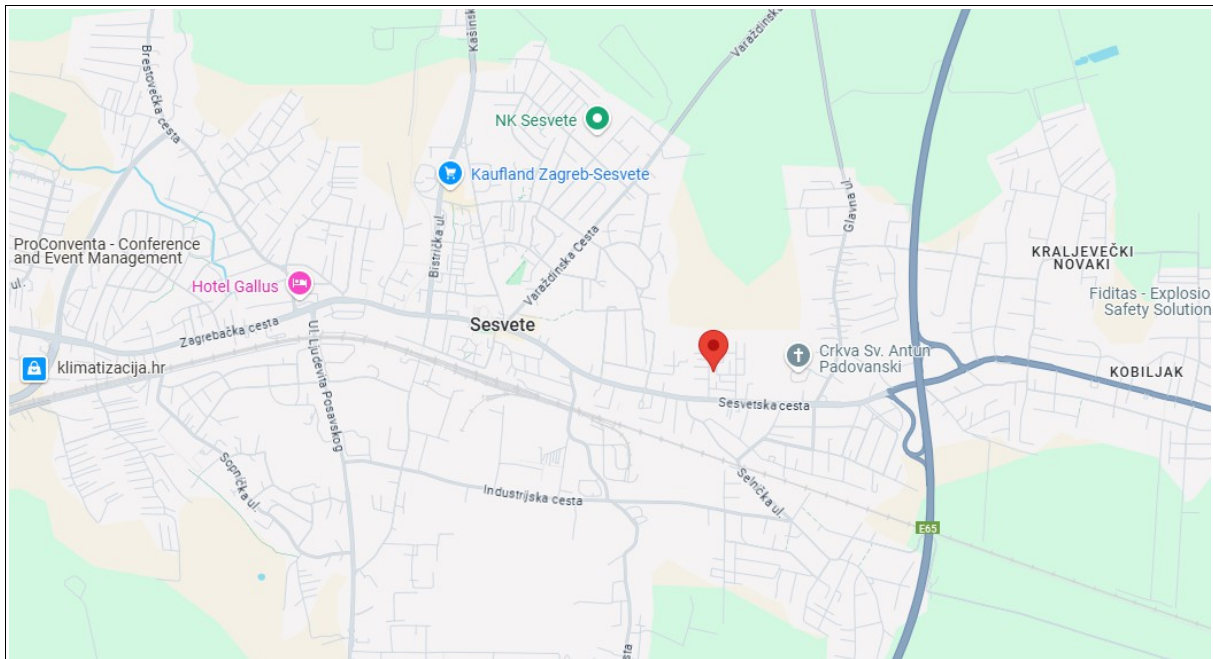 Brestovečka cesta
Kašinsk
Varaždinska
NK Sesvete
Kaufland Zagreb-Sesvete
Glavna ul.
Bistrička ul.
ProConventa - Conference
and Event Management
ul.
Hotel Gallus
Varaždinska Cesta
KRALJEVEČKI
NOVAKI
Fiditas - Explosio
Safety Solution
Zagrebačka cesta
Sesvete
klimatizacija.hr
Crkva Sv. Antun
Padovanski
KOBILJAK
Ul. Ljudevita Posavskog
Sesvetska cesta
Sopnička ul.
Industrijska cesta
Selnička ul.
E65